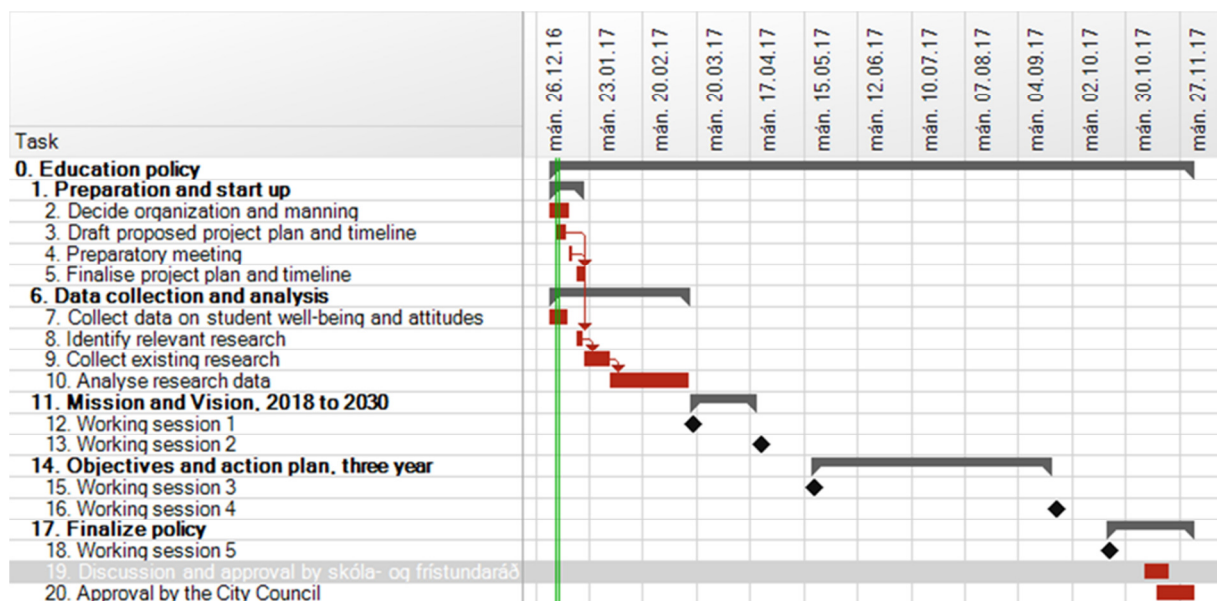 mán. 26.12.16
mán. 23.01.17
mán. 20.02.17
mán. 20.03.17
mán. 17.04.17
mán. 15.05.17
mán. 12.06.17
mán. 10.07.17
mán. 07.08.17
mán. 04.09.17
mán. 02.10.17
mán. 30.10.17
mán. 27.11.17
Task
0. Education policy
1. Preparation and start up
2. Decide organization and manning
3. Draft proposed project plan and timeline
4. Preparatory meeting
5. Finalise project plan and timeline
6. Data collection and analysis
7. Collect data on student well-being and attitudes
8. Identify relevant research
9. Collect existing research
10. Analyse research data
11. Mission and Vision, 2018 to 2030
12. Working session 1
13. Working session 2
14. Objectives and action plan, three year
15. Working session 3
16. Working session 4
17. Finalize policy
18. Working session 5
19. Discussion and approval by skóla- og frístundaráð
20. Approval by the City Council